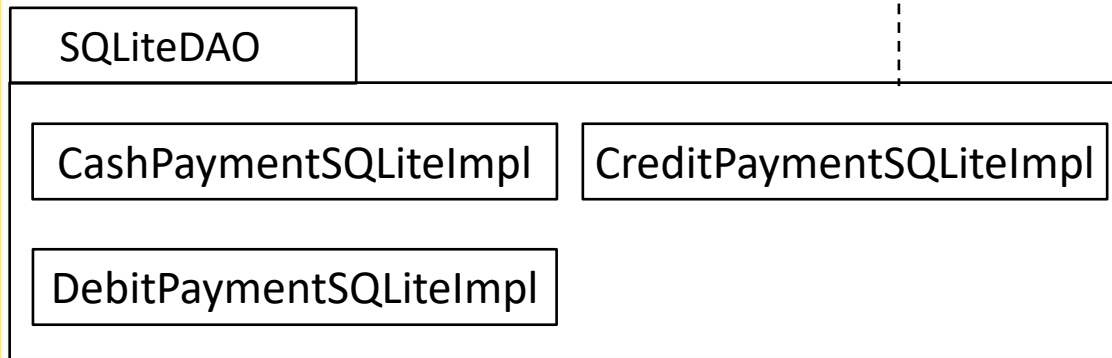 SQLiteDAO
CashPaymentSQLiteImpl
CreditPaymentSQLiteImpl
DebitPaymentSQLiteImpl